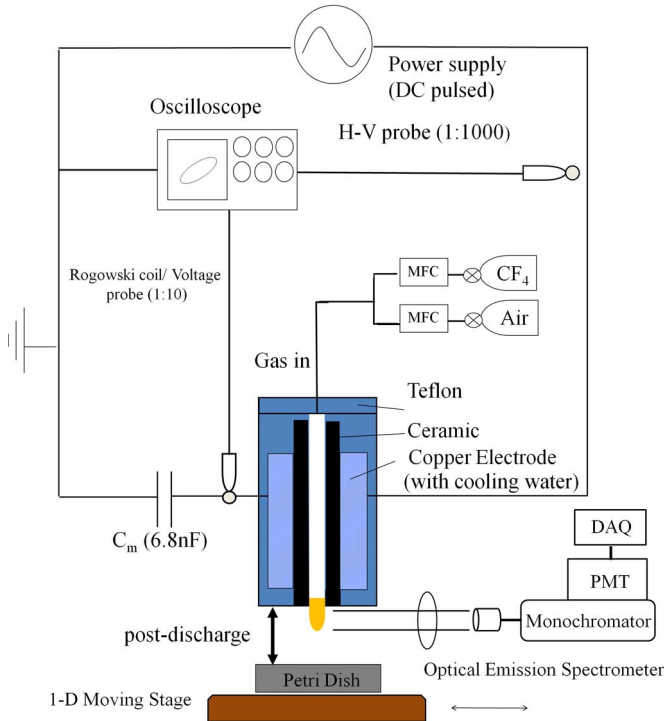 Power supply
(DC pulsed)
Oscilloscope
H-V probe (1:1000)
Rogowski coil/ Voltage
probe (1:10)
MFC
CF4
MFC
Air
Gas in
Teflon
Ceramic
Copper Electrode
(with cooling water)
Cm (6.8nF)
DAQ
PMT
Monochromator
post-discharge
Optical Emission Spectrometer
Petri Dish
1-D Moving Stage